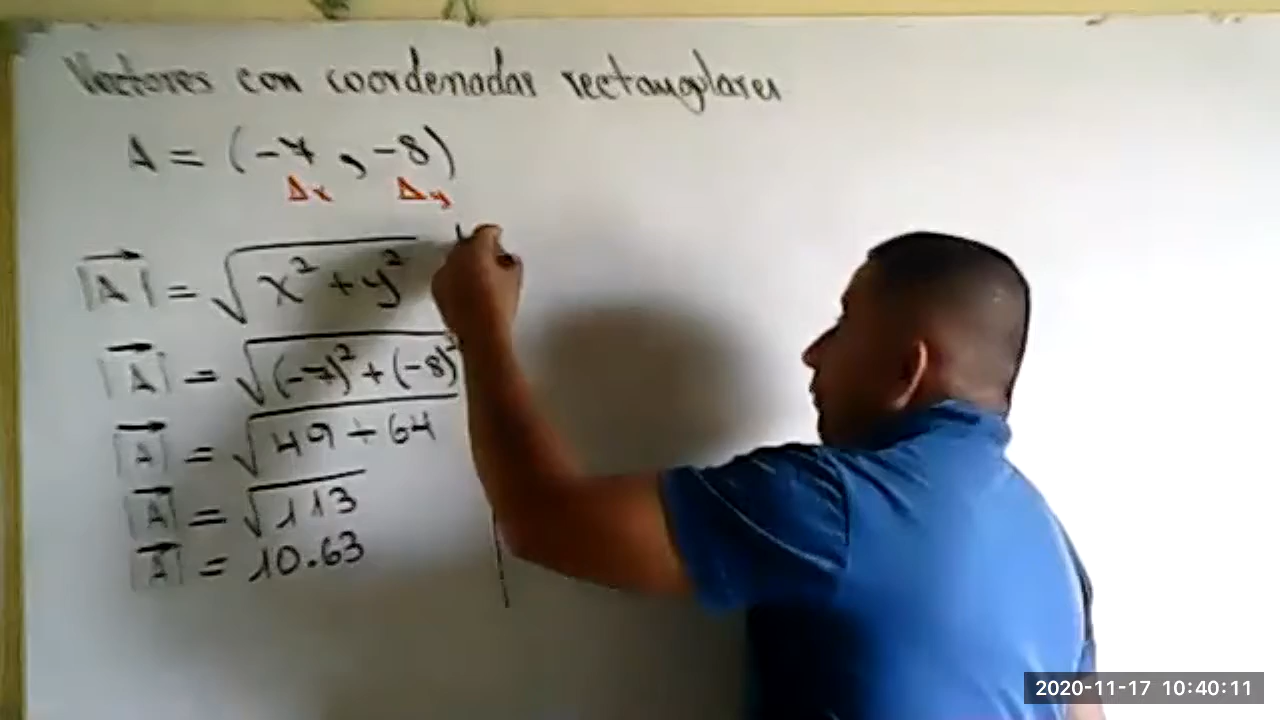 Vectores con coordenadas rectangulares
A = (-7 , -8)
Δx Δy
|A⃗| = √x² + y²
|A⃗| = √(-7)² + (-8)²
|A⃗| = √49 + 64
|A⃗| = √113
|A⃗| = 10.63
2020-11-17 10:40:11